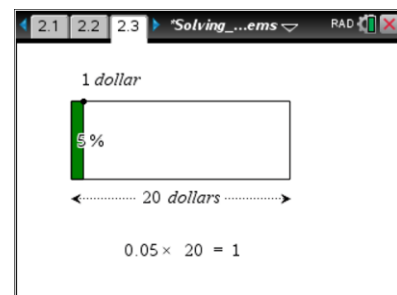 2.1 2.2 2.3 *Solving_...ems RAD
1 dollar
5 %
20 dollars
0.05 × 20 = 1